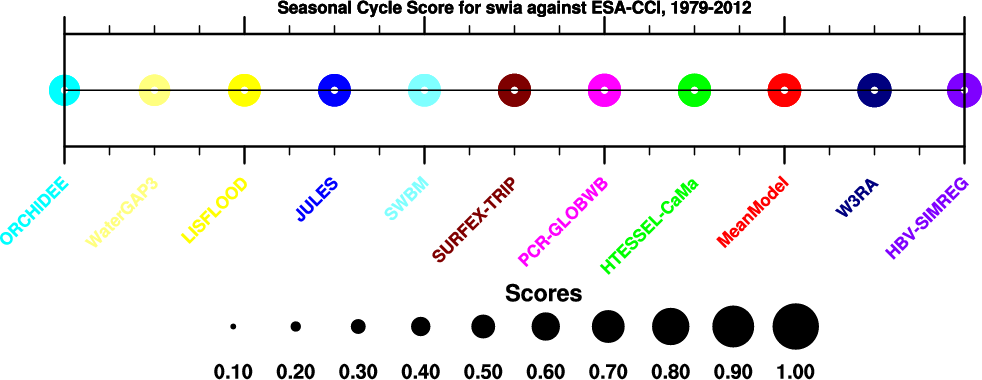 Seasonal Cycle Score for swia against ESA-CCI, 1979-2012
ORCHIDEE
WaterGAP3
LISFLOOD
JULES
SWBM
SURFEX-TRIP
PCR-GLOBWB
HTESSEL-CaMa
MeanModel
W3RA
HBV-SIMREG
Scores
0.10 0.20 0.30 0.40 0.50 0.60 0.70 0.80 0.90 1.00